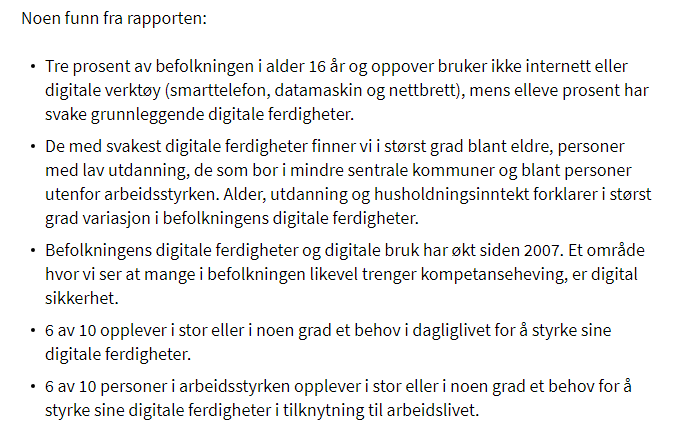 Noen funn fra rapporten:
• Tre prosent av befolkningen i alder 16 år og oppover bruker ikke internett eller
digitale verktøy (smarttelefon, datamaskin og nettbrett), mens elleve prosent har
svake grunnleggende digitale ferdigheter.
• De med svakest digitale ferdigheter finner vi i størst grad blant eldre, personer
med lav utdanning, de som bor i mindre sentrale kommuner og blant personer
utenfor arbeidsstyrken. Alder, utdanning og husholdningsinntekt forklarer i størst
grad variasjon i befolkningens digitale ferdigheter.
• Befolkningens digitale ferdigheter og digitale bruk har økt siden 2007. Et område
hvor vi ser at mange i befolkningen likevel trenger kompetanseheving, er digital
sikkerhet.
• 6 av 10 opplever i stor eller i noen grad et behov i dagliglivet for å styrke sine
digitale ferdigheter.
• 6 av 10 personer i arbeidsstyrken opplever i stor eller i noen grad et behov for å
styrke sine digitale ferdigheter i tilknytning til arbeidslivet.